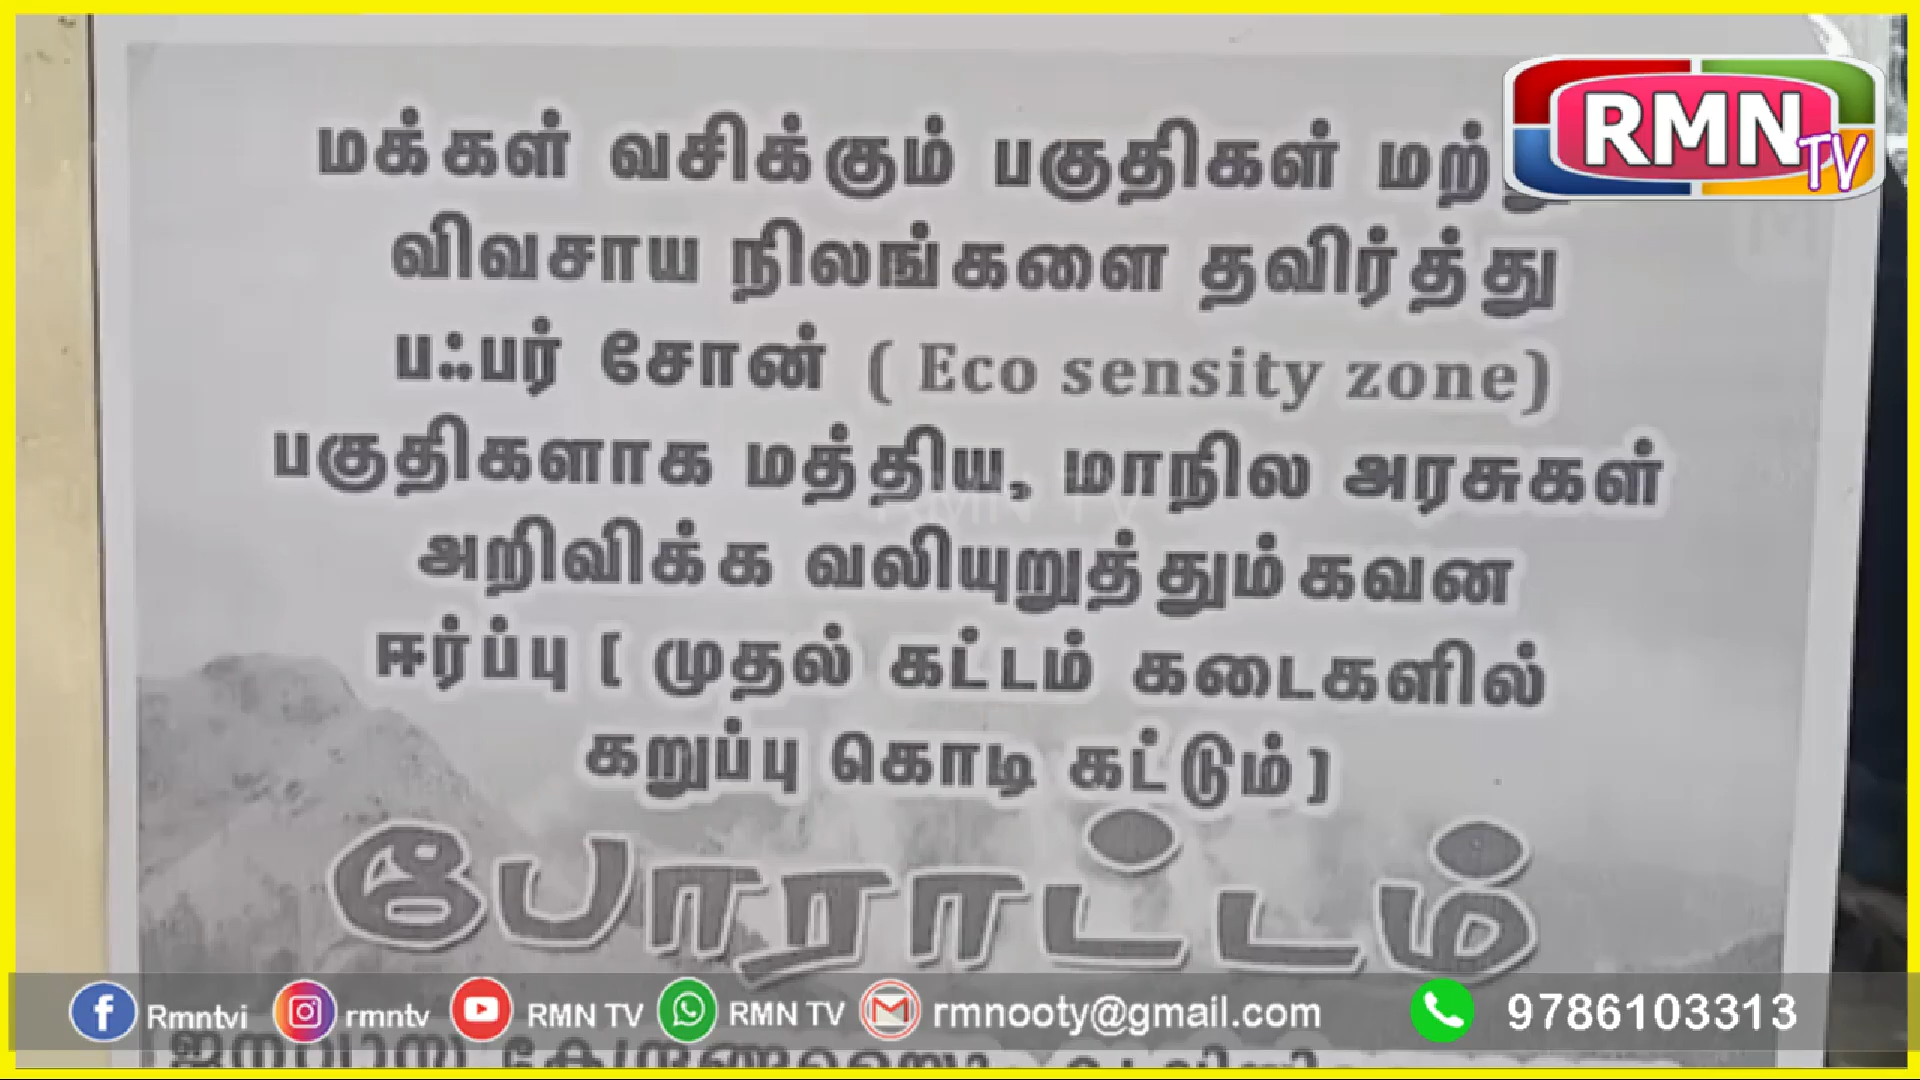 மக்கள் வசிக்கும் பகுதிகள்
விவசாய நிலங்களை தவிர்த்து
பஃபர் சோன் ( Eco sensity zone)
பகுதிகளாக மத்திய, மாநில அரசுகள்
அறிவிக்க வலியுறுத்தும் கவன
ஈர்ப்பு ( முதல் கட்டம் கடைகளில்
கறுப்பு கொடி கட்டும் )
போராட்டம்
RMN TV
RMN TV
Rmntvi rmntv RMN TV RMN TV rmnooty@gmail.com 9786103313